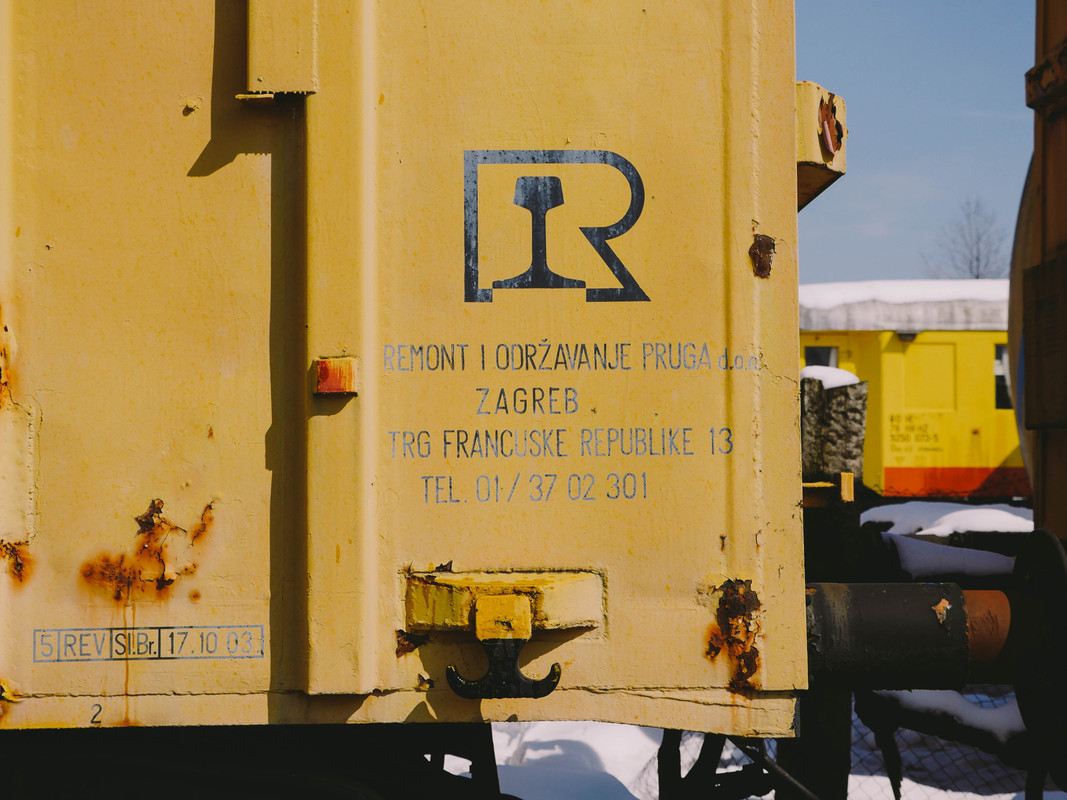 R
REMONT I ODRŽAVANJE PRUGA d.o.o.
ZAGREB
TRG FRANCUSKE REPUBLIKE 13
TEL. 01/37 02 301
5 REV Sl.Br. 17.10 03.
2